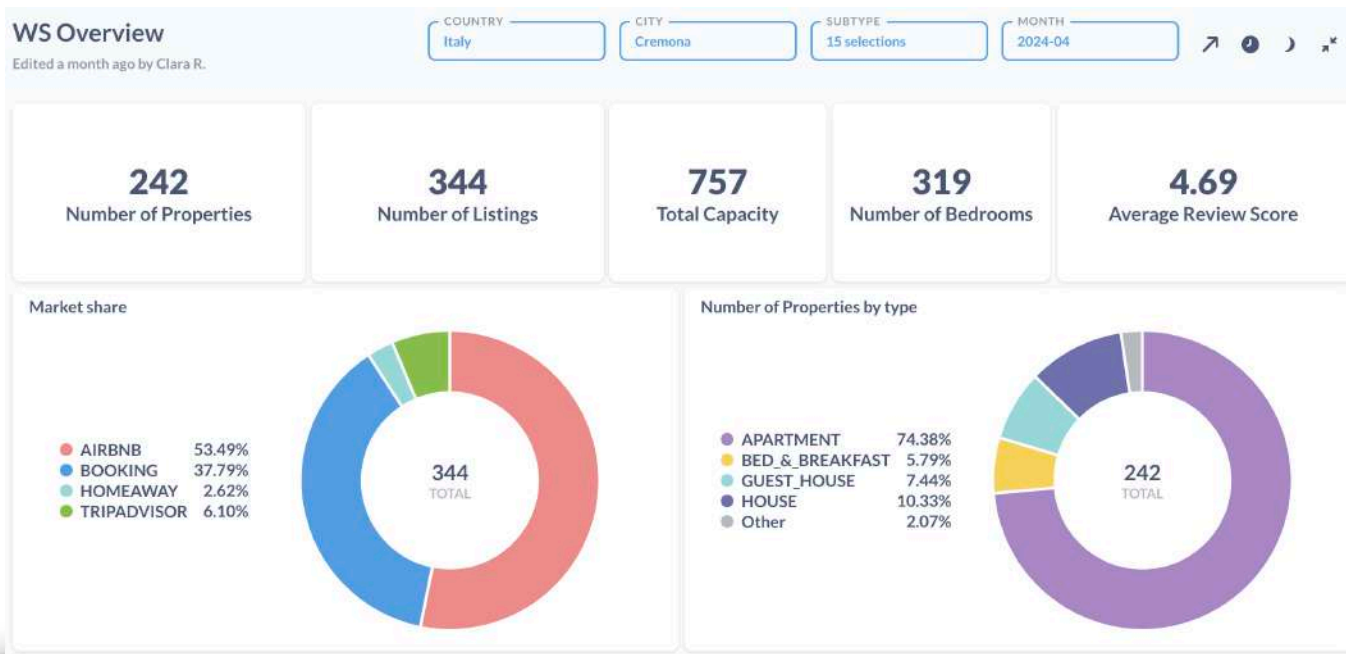 WS Overview
Edited a month ago by Clara R.
COUNTRY
Italy
CITY
Cremona
SUBTYPE
15 selections
MONTH
2024-04
242
Number of Properties
344
Number of Listings
757
Total Capacity
319
Number of Bedrooms
4.69
Average Review Score
Market share
AIRBNB 53.49%
BOOKING 37.79%
HOMEAWAY 2.62%
TRIPADVISOR 6.10%
344
TOTAL
Number of Properties by type
APARTMENT 74.38%
BED_&_BREAKFAST 5.79%
GUEST_HOUSE 7.44%
HOUSE 10.33%
Other 2.07%
242
TOTAL